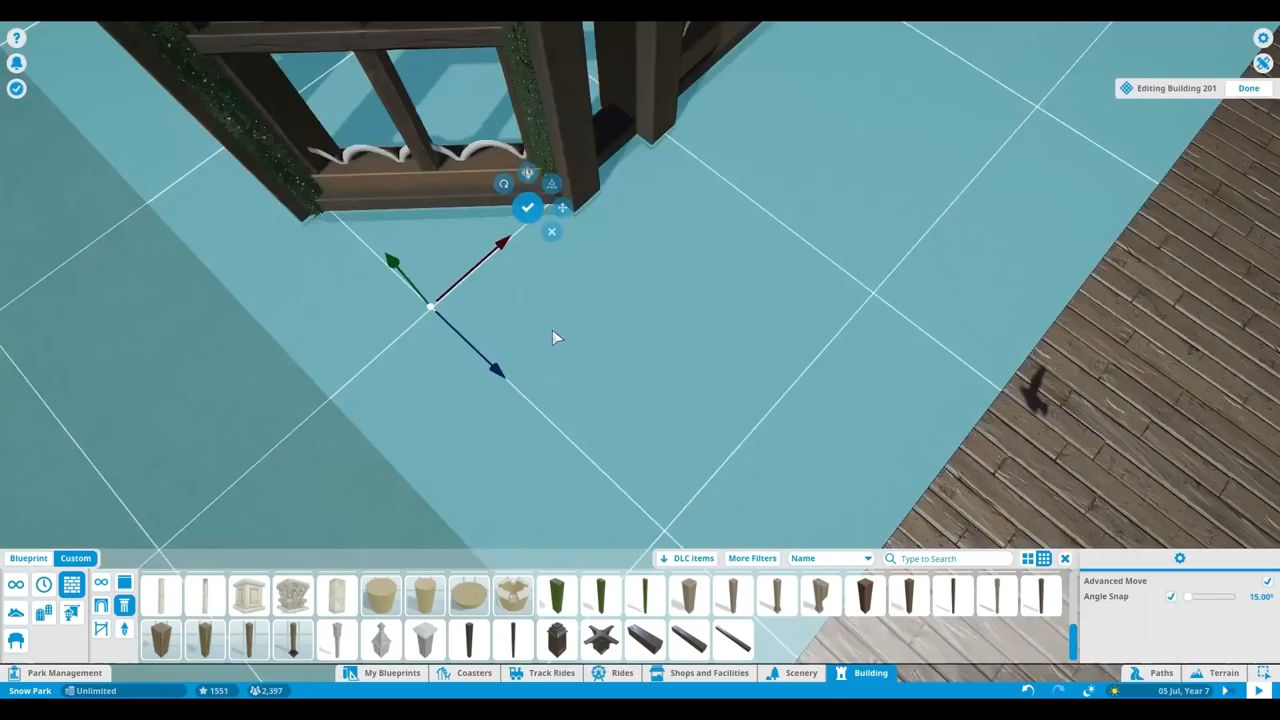 Editing Building 201
Done
Blueprint
Custom
DLC items
More Filters
Name
Type to Search
Advanced Move
Angle Snap
15.00°
Park Management
My Blueprints
Coasters
Track Rides
Rides
Shops and Facilities
Scenery
Building
Paths
Terrain
Snow Park
Unlimited
1551
2,397
05 Jul, Year 7